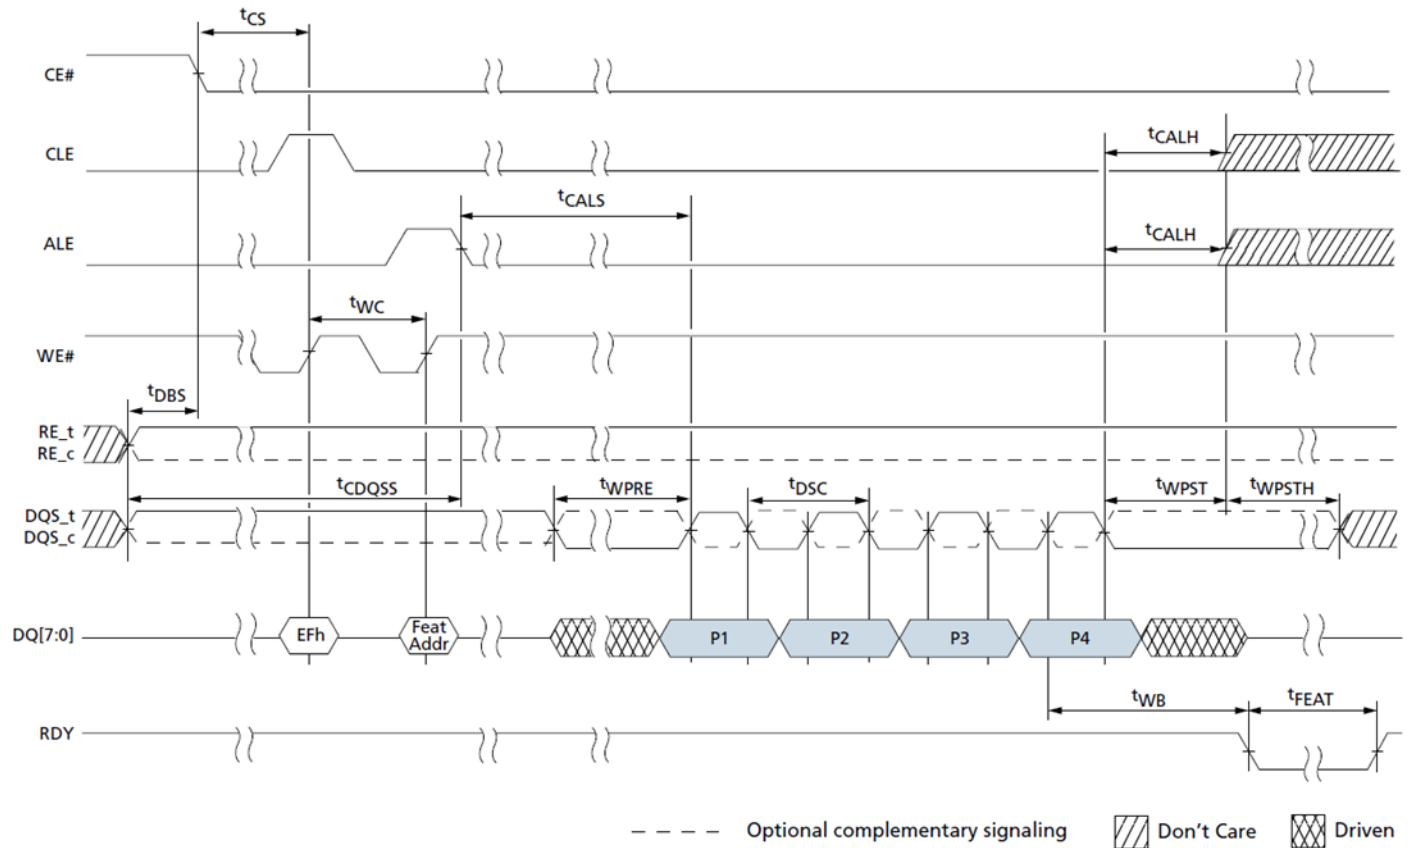 tCS
CE#
CLE
tCALH
tCALS
ALE
tCALH
tWC
WE#
tDBS
RE_t
RE_c
tCDQSS
tWPRE
tDSC
tWPST
tWPSTH
DQS_t
DQS_c
DQ[7:0]
EFh
Feat
Addr
P1
P2
P3
P4
tWB
tFEAT
RDY
Optional complementary signaling
Don't Care
Driven